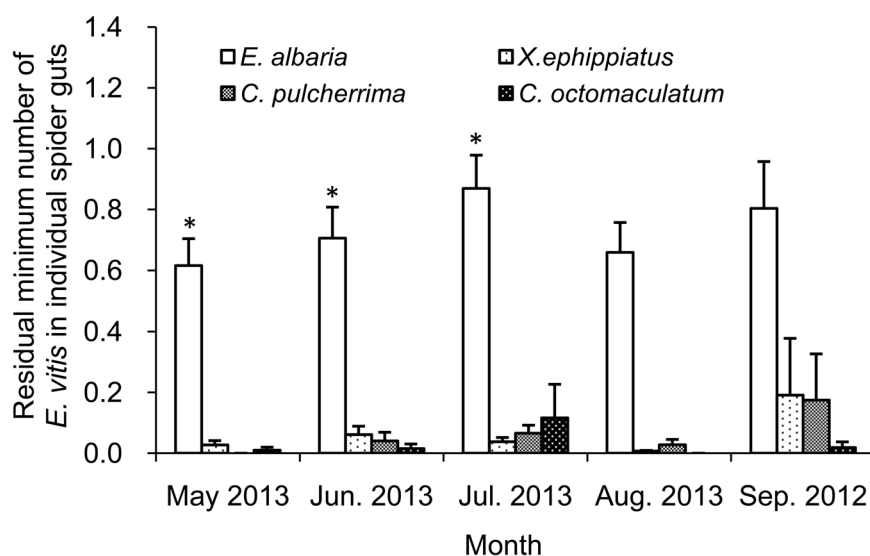 Residual minimum number of
E. vitis in individual spider guts
1.4
1.2
1.0
0.8
0.6
0.4
0.2
0.0
E. albaria
X.ephippiatus
C. pulcherrima
C. octomaculatum
*
*
*
May 2013
Jun. 2013
Jul. 2013
Aug. 2013
Sep. 2012
Month